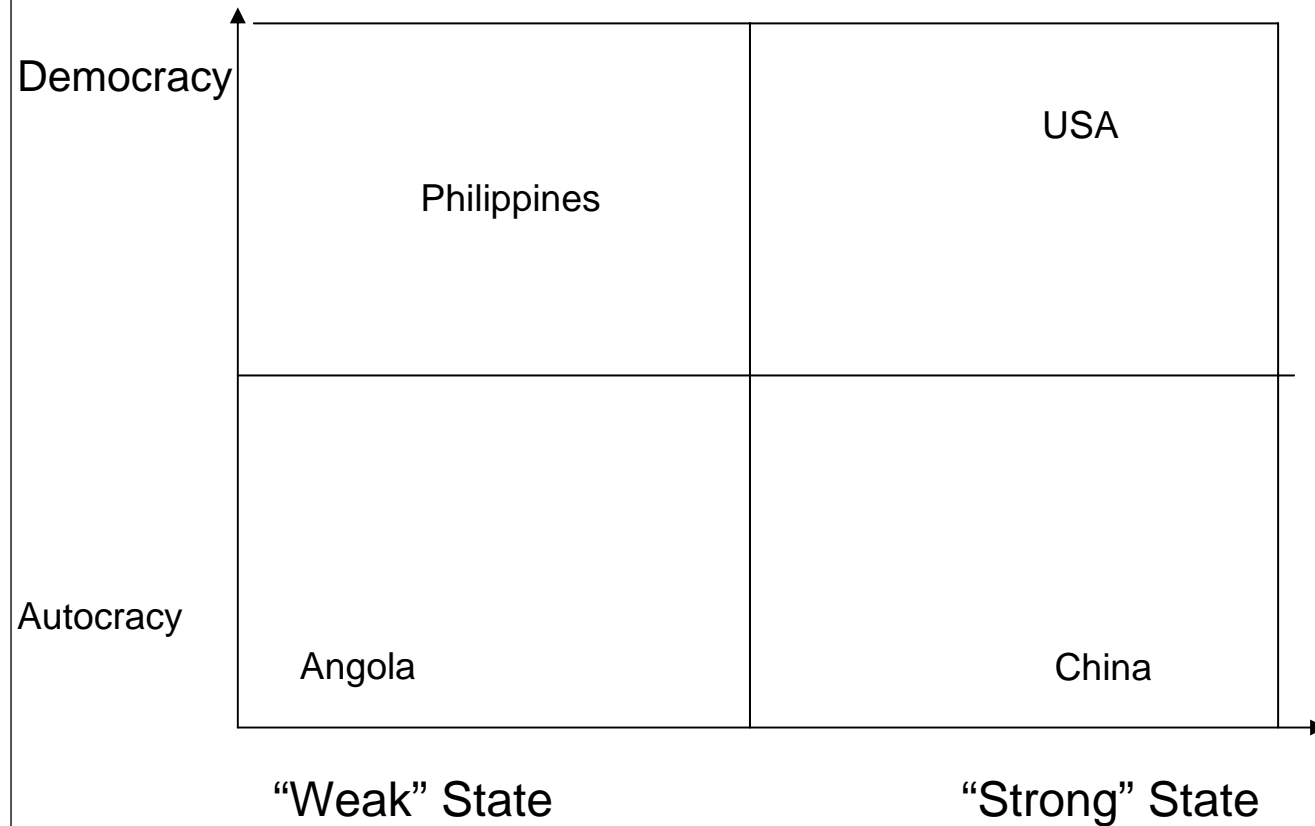 Democracy
USA
Philippines
Autocracy
Angola
China
“Weak” State
“Strong” State